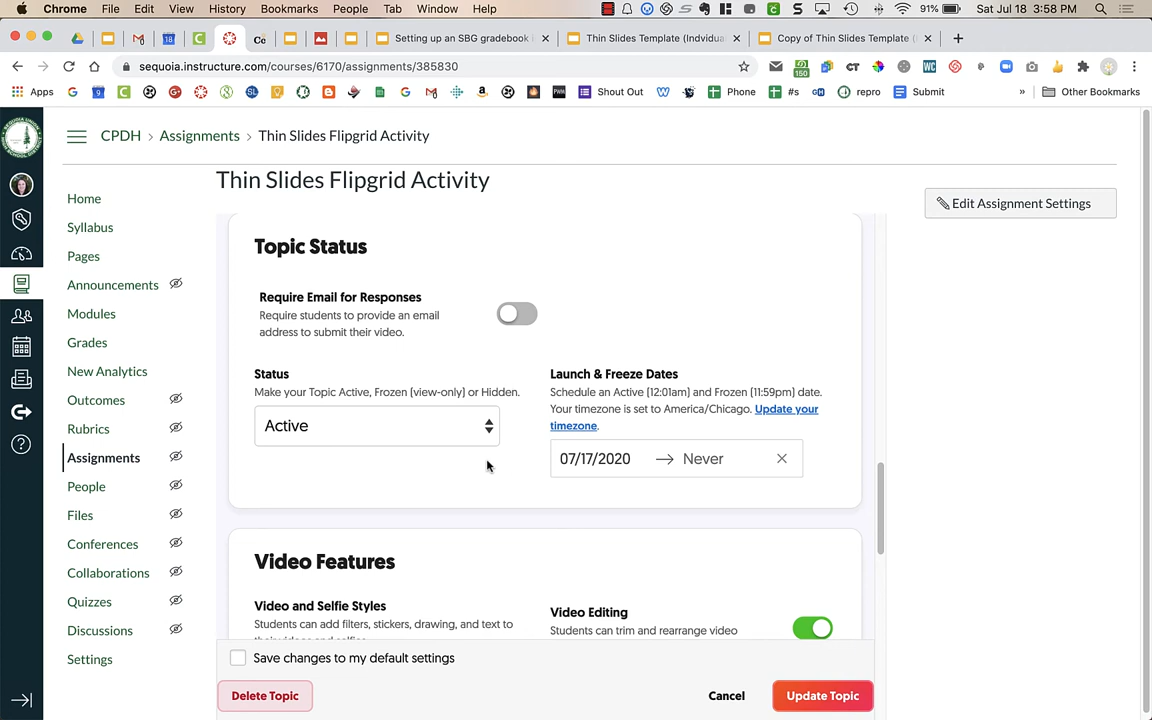 Chrome File Edit View History Bookmarks People Tab Window Help 91% Sat Jul 18 3:58 PM
Setting up an SBG gradebook Thin Slides Template (Indvidua Copy of Thin Slides Template (
sequoia.instructure.com/courses/6170/assignments/385830
Apps Shout Out Phone #s repro Submit » Other Bookmarks
CPDH > Assignments > Thin Slides Flipgrid Activity
Thin Slides Flipgrid Activity
Edit Assignment Settings
Home
Syllabus
Pages
Announcements
Modules
Grades
New Analytics
Outcomes
Rubrics
Assignments
People
Files
Conferences
Collaborations
Quizzes
Discussions
Settings
Topic Status
Require Email for Responses
Require students to provide an email
address to submit their video.
Status
Make your Topic Active, Frozen (view-only) or Hidden.
Active
Launch & Freeze Dates
Schedule an Active (12:01am) and Frozen (11:59pm) date.
Your timezone is set to America/Chicago. Update your
timezone.
07/17/2020 → Never
Video Features
Video and Selfie Styles
Students can add filters, stickers, drawing, and text to
their videos and selfies.
Video Editing
Students can trim and rearrange video
Save changes to my default settings
Delete Topic
Cancel
Update Topic